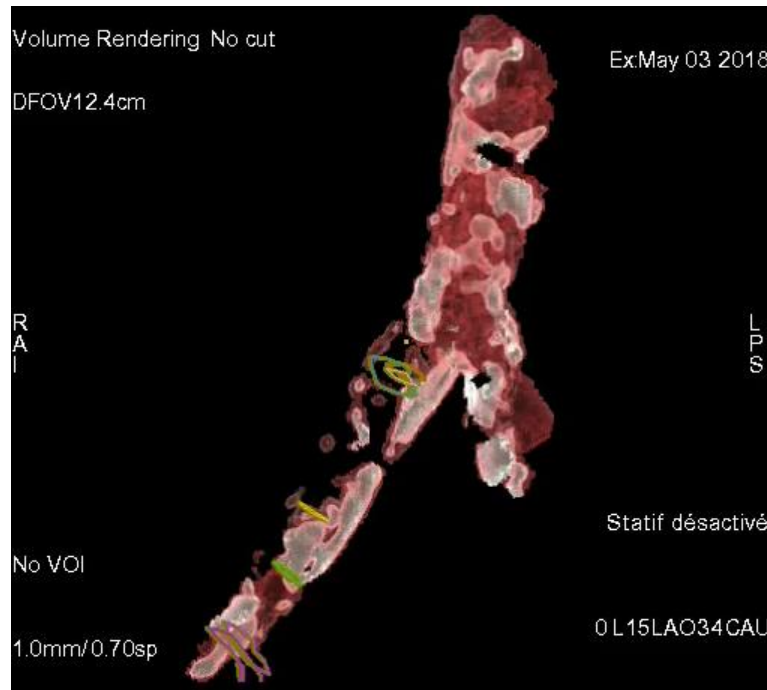 Volume Rendering No cut
Ex:May 03 2018
DFOV12.4cm
R
A
I
L
P
S
Statif désactivé
No VOI
0 L15LAO34CAU
1.0mm/0.70sp